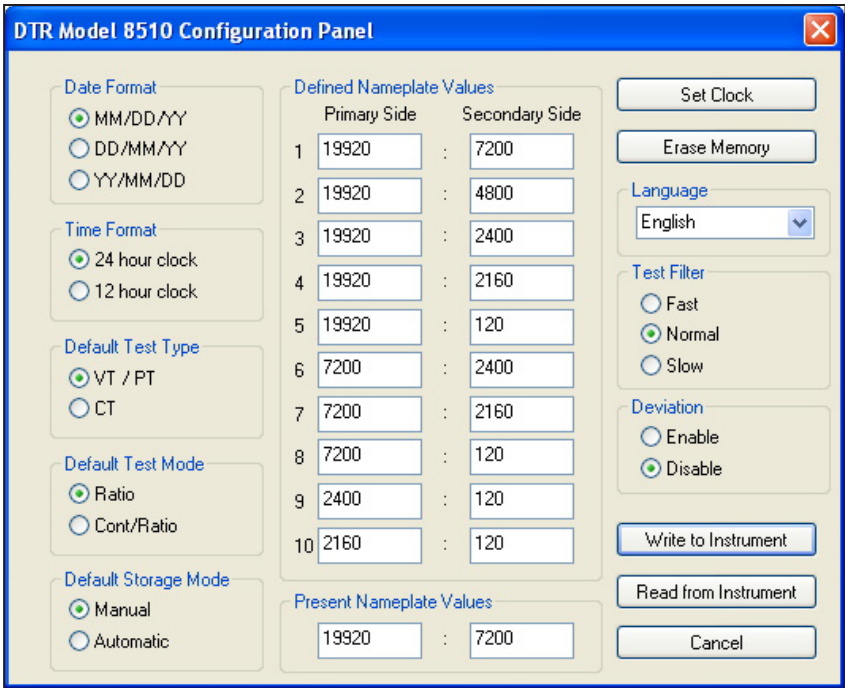 DTR Model 8510 Configuration Panel
Date Format
MM/DD/YY
DD/MM/YY
YY/MM/DD
Time Format
24 hour clock
12 hour clock
Default Test Type
VT / PT
CT
Default Test Mode
Ratio
Cont/Ratio
Default Storage Mode
Manual
Automatic
Defined Nameplate Values
Primary Side Secondary Side
1 19920 : 7200
2 19920 : 4800
3 19920 : 2400
4 19920 : 2160
5 19920 : 120
6 7200 : 2400
7 7200 : 2160
8 7200 : 120
9 2400 : 120
10 2160 : 120
Present Nameplate Values
19920 : 7200
Set Clock
Erase Memory
Language
English
Test Filter
Fast
Normal
Slow
Deviation
Enable
Disable
Write to Instrument
Read from Instrument
Cancel